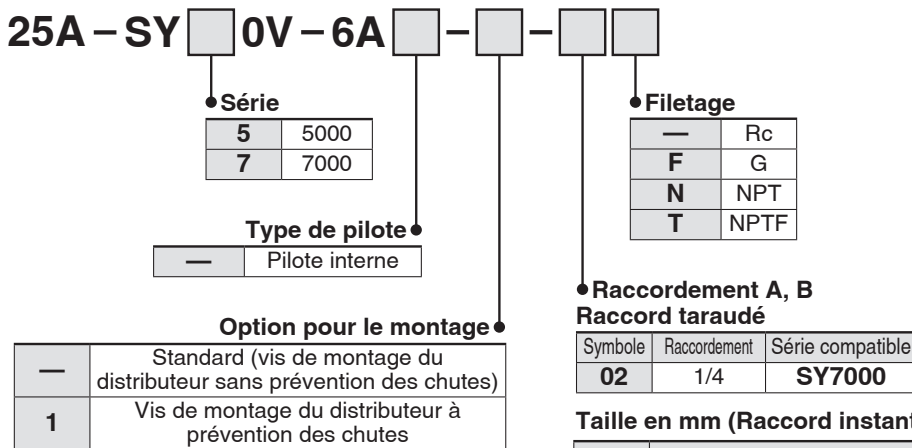 25A – SY 0V – 6A – –
Série
5 5000
7 7000
Type de pilote
— Pilote interne
Option pour le montage
— Standard (vis de montage du
distributeur sans prévention des chutes)
1 Vis de montage du distributeur à
prévention des chutes
Filetage
— Rc
F G
N NPT
T NPTF
Raccordement A, B
Raccord taraudé
Symbole Raccordement Série compatible
02 1/4 SY7000
Taille en mm (Raccord instant